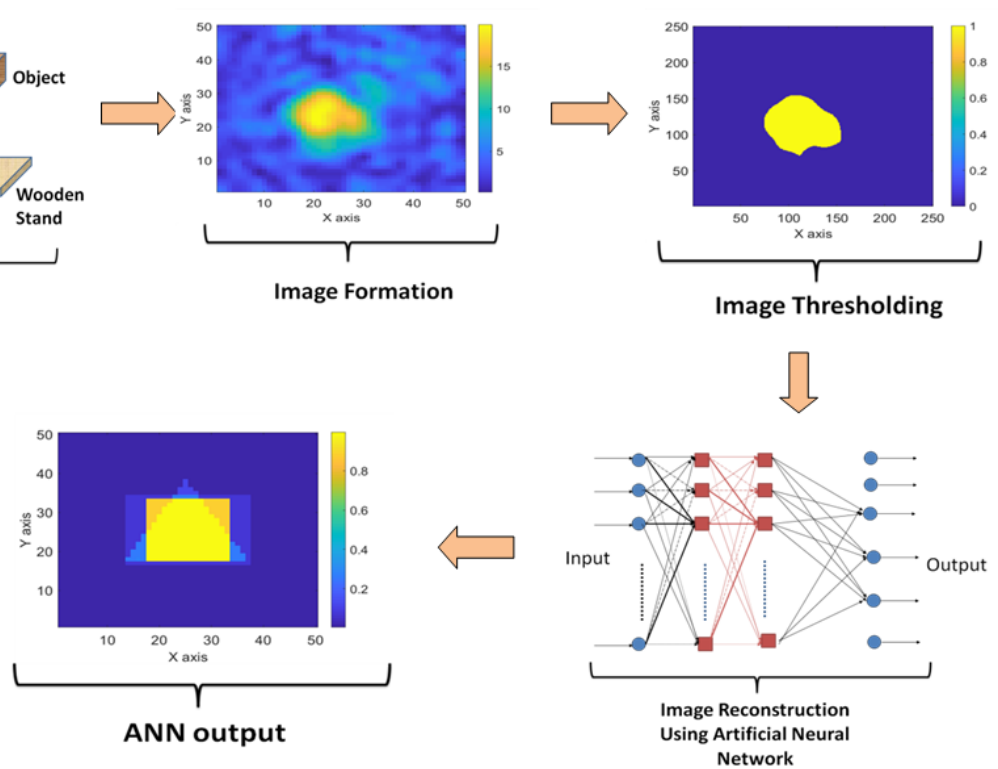 Object
Wooden
Stand
50
40
30
20
10
Y axis
10 20 30 40 50
X axis
15
10
5
Image Formation
250
200
150
100
50
Y axis
50 100 150 200 250
X axis
1
0.8
0.6
0.4
0.2
0
Image Thresholding
50
40
30
20
10
Y axis
10 20 30 40 50
X axis
0.8
0.6
0.4
0.2
ANN output
Input
Output
Image Reconstruction
Using Artificial Neural
Network